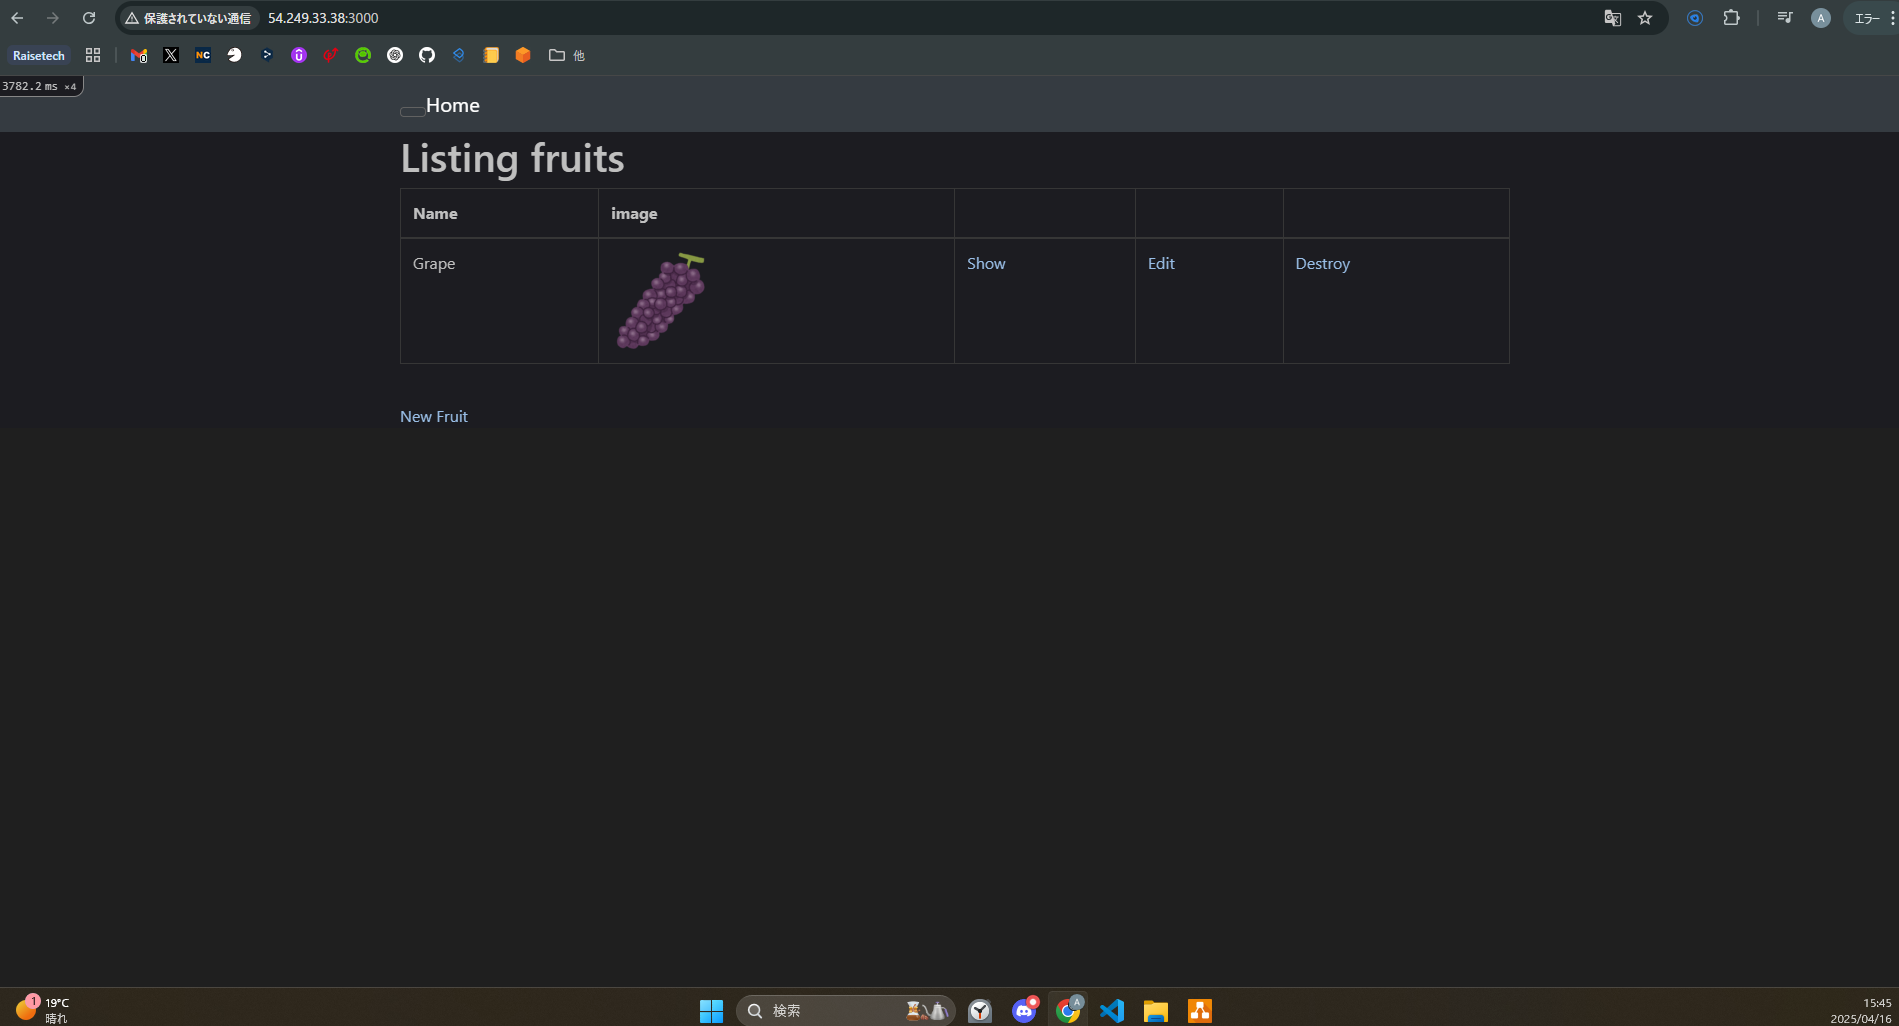 保護されていない通信 54.249.33.38:3000 A エラー
Raisetech 0 X NC 他
3782.2 ms ×4
Home
Listing fruits
Name image
Grape Show Edit Destroy
New Fruit
1 19°C
晴れ
検索
A
15:45
2025/04/16